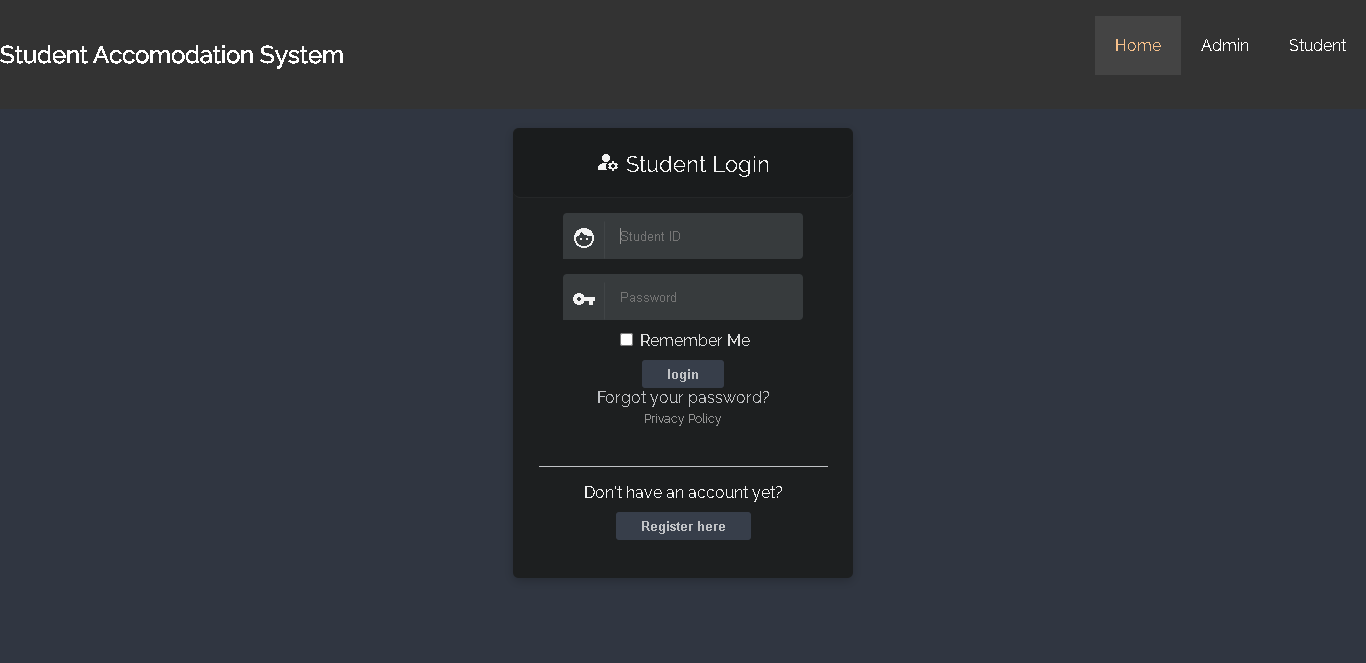 Student Accomodation System
Home Admin Student
Student Login
Student ID
Password
Remember Me
login
Forgot your password?
Privacy Policy
Don't have an account yet?
Register here